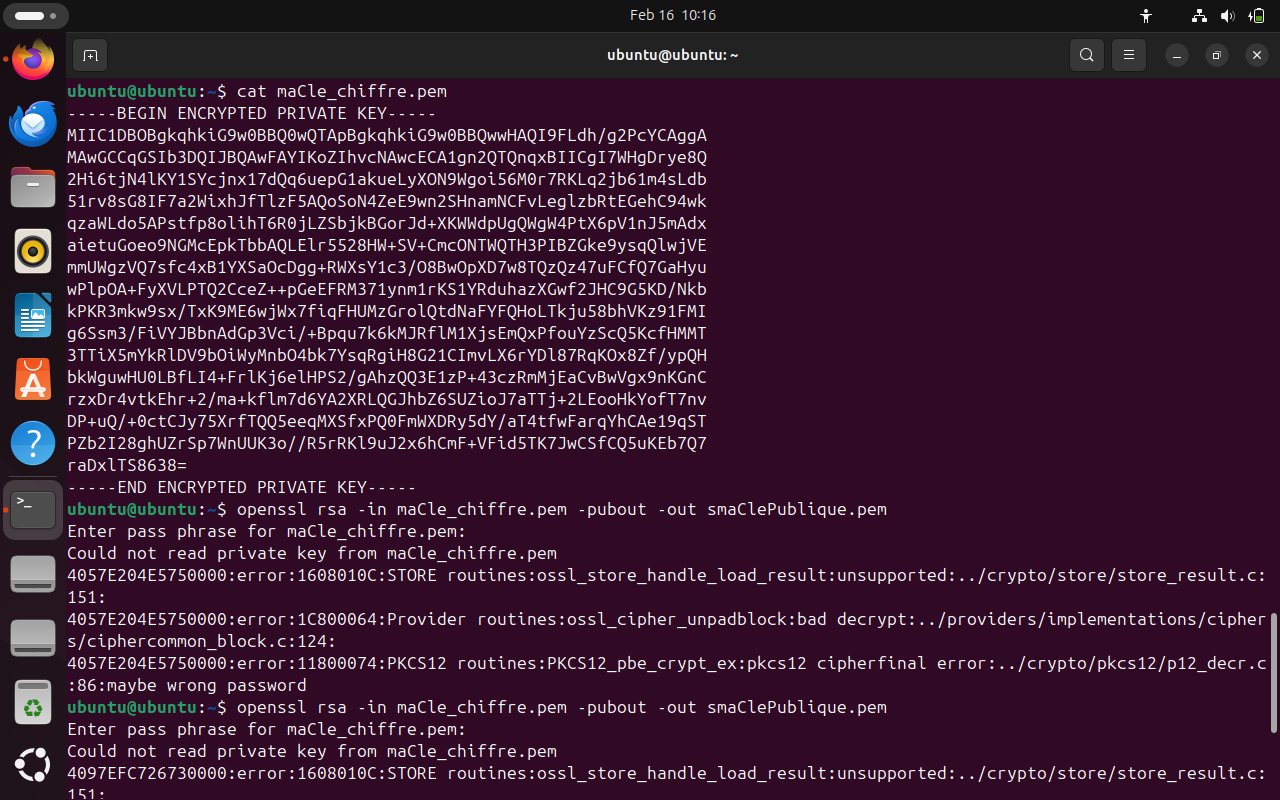 Feb 16 10:16
ubuntu@ubuntu: ~
ubuntu@ubuntu:~$ cat maCle_chiffre.pem
-----BEGIN ENCRYPTED PRIVATE KEY-----
MIIC1DBOBgkqhkiG9w0BBQ0wQTApBgkqhkiG9w0BBQwwHAQI9FLdh/g2PcYCAggA
MAwGCCqGSIb3DQIJBQAwFAYIKoZIhvcNAwcECA1gn2QTQnqxBIICgI7WHgDrye8Q
2Hi6tjN4lKY1SYcjnx17dQq6uepG1akueLyXON9Wgoi56M0r7RKLq2jb61m4sLdb
51rv8sG8IF7a2WixhJfTlzF5AQoSoN4ZeE9wn2SHnamNCFvLeglzbRtEGehC94wk
qzaWLdo5APstfp8olihT6R0jLZSbjkBGorJd+XKWWdpUgQWgW4PtX6pV1nJ5mAdx
aietuGoeo9NGMcEpkTbbAQLElr5528HW+SV+CmcONTWQTH3PIBZGke9ysqQlwjVE
mmUWgzVQ7sfc4xB1YXSaOcDgg+RWXsY1c3/O8BwOpXD7w8TQzQz47uFCfQ7GaHyu
wPlpOA+FyXVLPTQ2CceZ++pGeEFRM371ynm1rKS1YRduhazXGwf2JHC9G5KD/Nkb
kPKR3mkw9sx/TxK9ME6wjWx7fiqFHUMzGrolQtdNaFYFQHoLTkju58bhVKz91FMI
g6Ssm3/FiVYJBbnAdGp3Vci/+Bpqu7k6kMJRflM1XjsEmQxPfouYzScQ5KcfHMMT
3TTiX5mYkRlDV9bOiWyMnbO4bk7YsqRgiH8G21CImvLX6rYDl87RqKOx8Zf/ypQH
bkWguwHU0LBfLI4+FrlKj6elHPS2/gAhzQQ3E1zP+43czRmMjEaCvBwVgx9nKGnC
rzxDr4vtkEhr+2/ma+kflm7d6YA2XRLQGJhbZ6SUZioJ7aTTj+2LEooHkYofT7nv
DP+uQ/+0ctCJy75XrfTQQ5eeqMXSfxPQ0FmWXDRy5dY/aT4tfwFarqYhCAe19qST
PZb2I28ghUZrSp7WnUUK3o//R5rRKl9uJ2x6hCmF+VFid5TK7JwCSfCQ5uKEb7Q7
raDxlTS8638=
-----END ENCRYPTED PRIVATE KEY-----
ubuntu@ubuntu:~$ openssl rsa -in maCle_chiffre.pem -pubout -out smaClePublique.pem
Enter pass phrase for maCle_chiffre.pem:
Could not read private key from maCle_chiffre.pem
4057E204E5750000:error:1608010C:STORE routines:ossl_store_handle_load_result:unsupported:../crypto/store/store_result.c:
151:
4057E204E5750000:error:1C800064:Provider routines:ossl_cipher_unpadblock:bad decrypt:../providers/implementations/cipher
s/ciphercommon_block.c:124:
4057E204E5750000:error:11800074:PKCS12 routines:PKCS12_pbe_crypt_ex:pkcs12 cipherfinal error:../crypto/pkcs12/p12_decr.c
:86:maybe wrong password
ubuntu@ubuntu:~$ openssl rsa -in maCle_chiffre.pem -pubout -out smaClePublique.pem
Enter pass phrase for maCle_chiffre.pem:
Could not read private key from maCle_chiffre.pem
4097EFC726730000:error:1608010C:STORE routines:ossl_store_handle_load_result:unsupported:../crypto/store/store_result.c:
151: